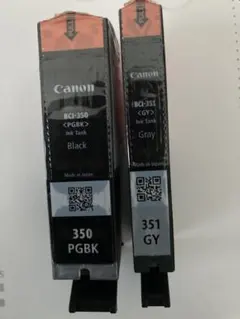 Canon
BCI-350
<PGBK>
Ink Tank
Black
Made in Japan
350
PGBK
Canon
BCI-351
<GY>
Ink Tank
Gray
Made in Japan
351
GY